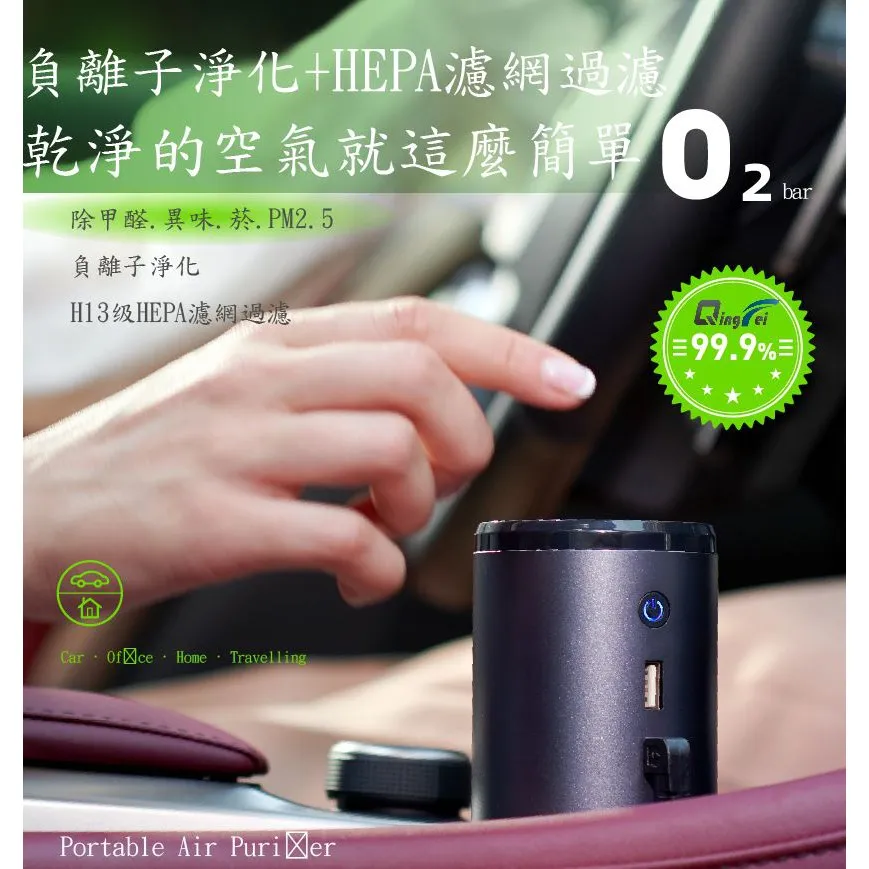 負離子淨化+HEPA濾網過濾
乾淨的空氣就這麼簡單
O2 bar
除甲醛.異味.菸.PM2.5
負離子淨化
H13级HEPA濾網過濾
QingFei
99.9%
Car · Of☒ce · Home · Travelling
Portable Air Puri☒er